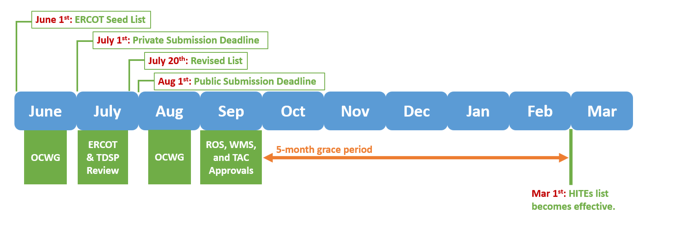 June 1st: ERCOT Seed List
July 1st: Private Submission Deadline
July 20th: Revised List
Aug 1st: Public Submission Deadline
June
July
Aug
Sep
Oct
Nov
Dec
Jan
Feb
Mar
OCWG
ERCOT
& TDSP
Review
OCWG
ROS, WMS,
and TAC
Approvals
5-month grace period
Mar 1st: HITEs list
becomes effective.